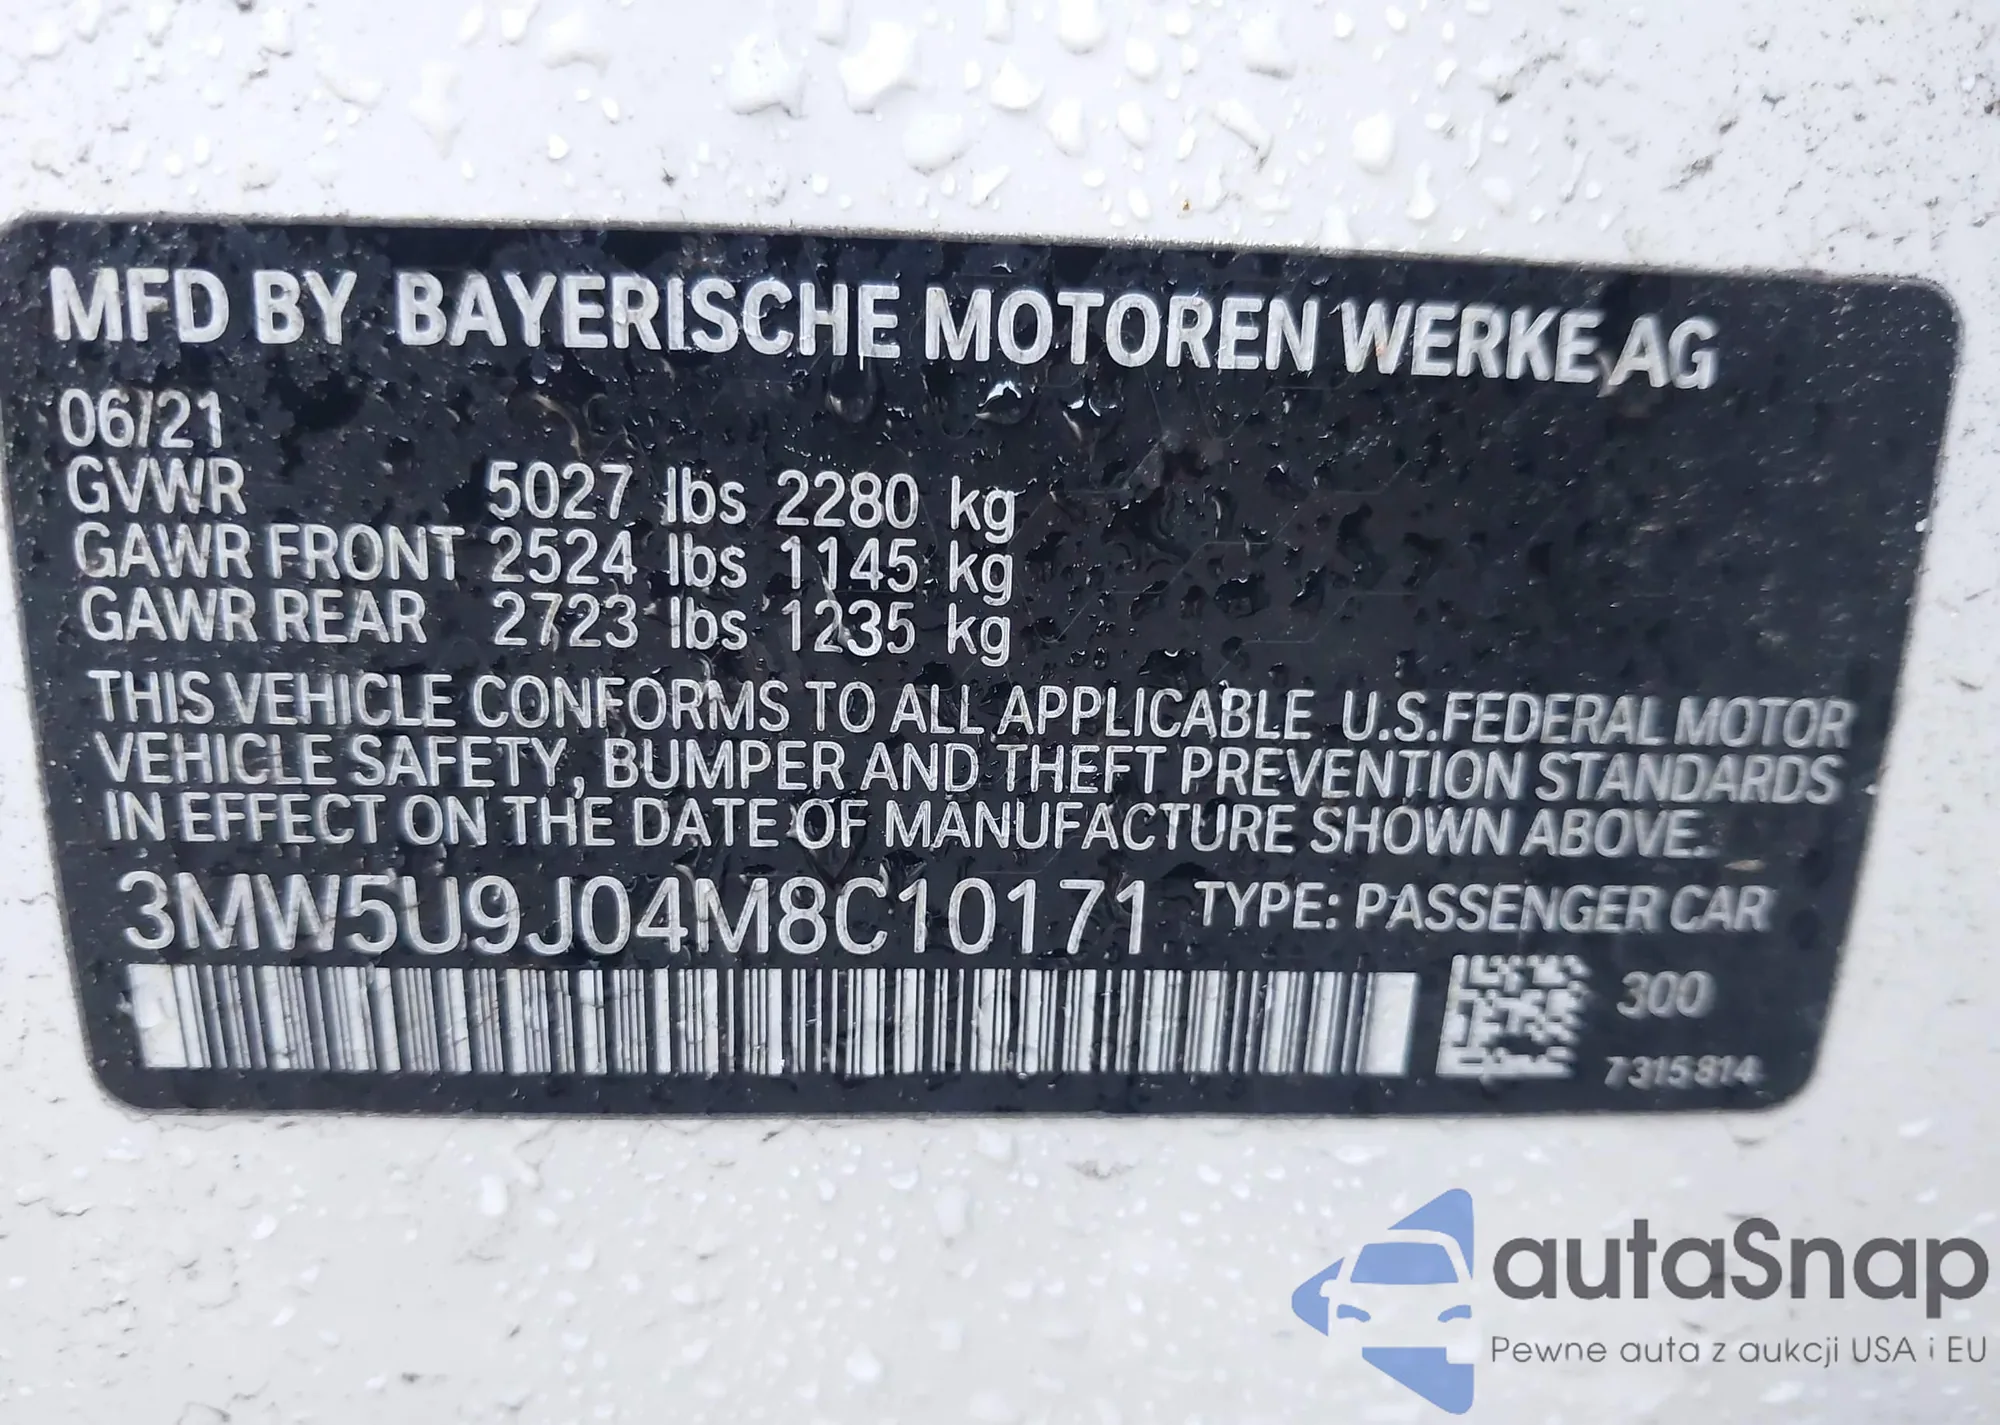 MFD BY BAYERISCHE MOTOREN WERKE AG
06/21
GVWR 5027 lbs 2280 kg
GAWR FRONT 2524 lbs 1145 kg
GAWR REAR 2723 lbs 1235 kg
THIS VEHICLE CONFORMS TO ALL APPLICABLE U.S.FEDERAL MOTOR
VEHICLE SAFETY, BUMPER AND THEFT PREVENTION STANDARDS
IN EFFECT ON THE DATE OF MANUFACTURE SHOWN ABOVE.
3MW5U9J04M8C10171 TYPE: PASSENGER CAR
300
7315814
autaSnap
Pewne auta z aukcji USA i EU